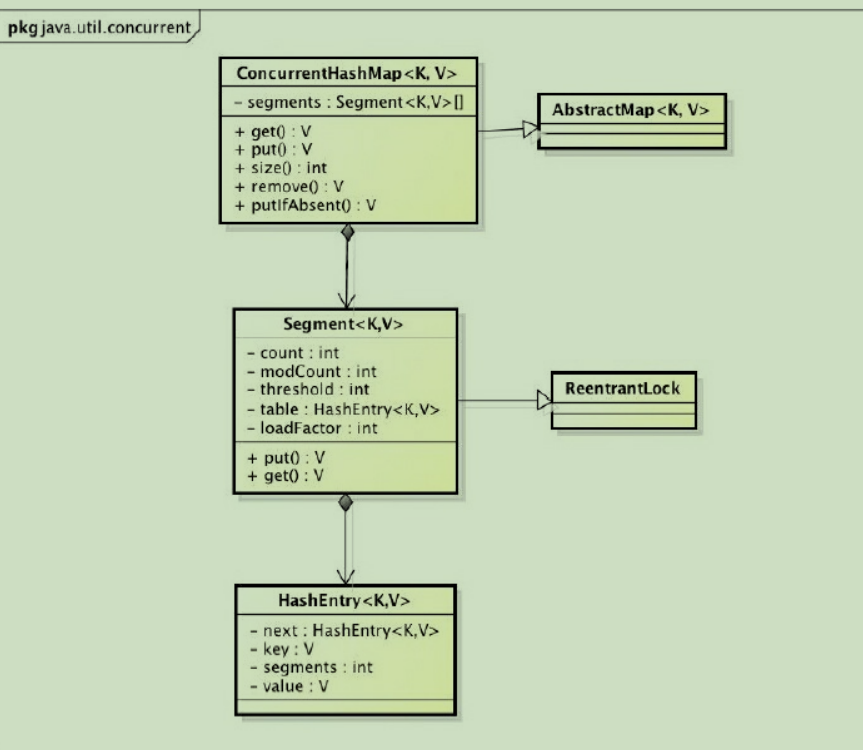 pkg java.util.concurrent
ConcurrentHashMap<K, V>
- segments : Segment<K,V>[]
+ get() : V
+ put() : V
+ size() : int
+ remove() : V
+ putIfAbsent() : V
AbstractMap<K, V>
Segment<K,V>
- count : int
- modCount : int
- threshold : int
- table : HashEntry<K,V>
- loadFactor : int
+ put() : V
+ get() : V
ReentrantLock
HashEntry<K,V>
- next : HashEntry<K,V>
- key : V
- segments : int
- value : V